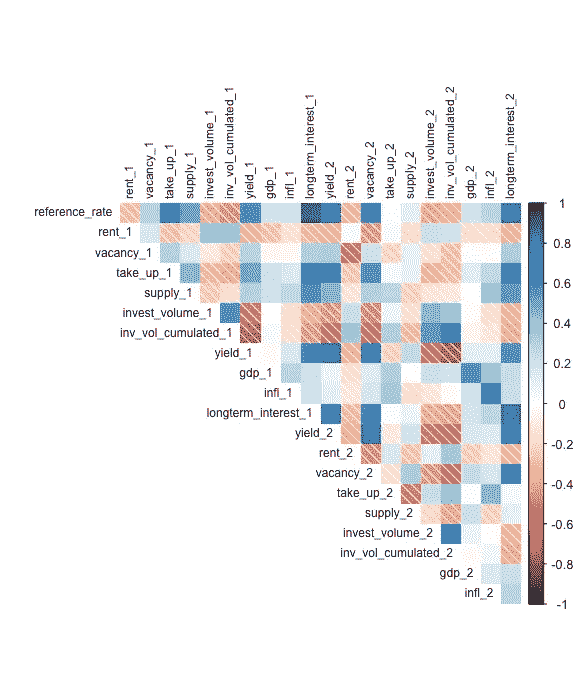 rent_1
vacancy_1
take_up_1
supply_1
invest_volume_1
inv_vol_cumulated_1
yield_1
gdp_1
infl_1
longterm_interest_1
yield_2
rent_2
vacancy_2
take_up_2
supply_2
invest_volume_2
inv_vol_cumulated_2
gdp_2
infl_2
longterm_interest_2
reference_rate
rent_1
vacancy_1
take_up_1
supply_1
invest_volume_1
inv_vol_cumulated_1
yield_1
gdp_1
infl_1
longterm_interest_1
yield_2
rent_2
vacancy_2
take_up_2
supply_2
invest_volume_2
inv_vol_cumulated_2
gdp_2
infl_2
1
0.8
0.6
0.4
0.2
0
-0.2
-0.4
-0.6
-0.8
-1